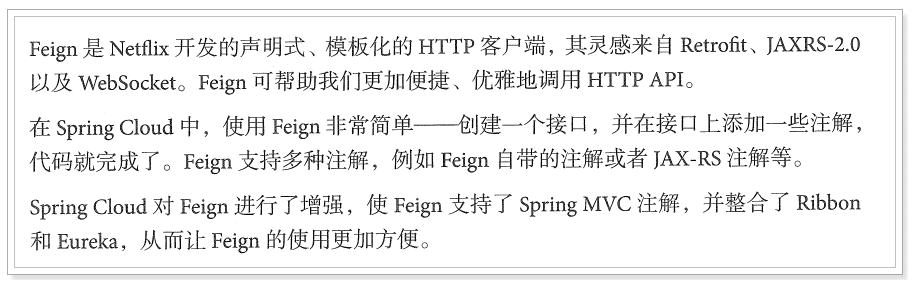 Feign 是 Netflix 开发的声明式、模板化的 HTTP 客户端，其灵感来自 Retrofit、JAXRS-2.0
以及 WebSocket。Feign 可帮助我们更加便捷、优雅地调用 HTTP API。
在 Spring Cloud 中，使用 Feign 非常简单——创建一个接口，并在接口上添加一些注解，
代码就完成了。Feign 支持多种注解，例如 Feign 自带的注解或者 JAX-RS 注解等。
Spring Cloud 对 Feign 进行了增强，使 Feign 支持了 Spring MVC 注解，并整合了 Ribbon
和 Eureka，从而让 Feign 的使用更加方便。